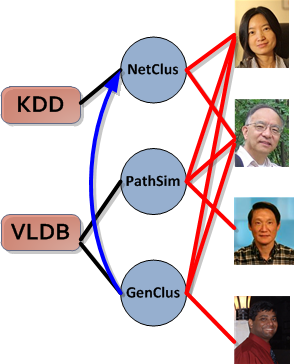 NetClus
KDD
PathSim
VLDB
GenClus